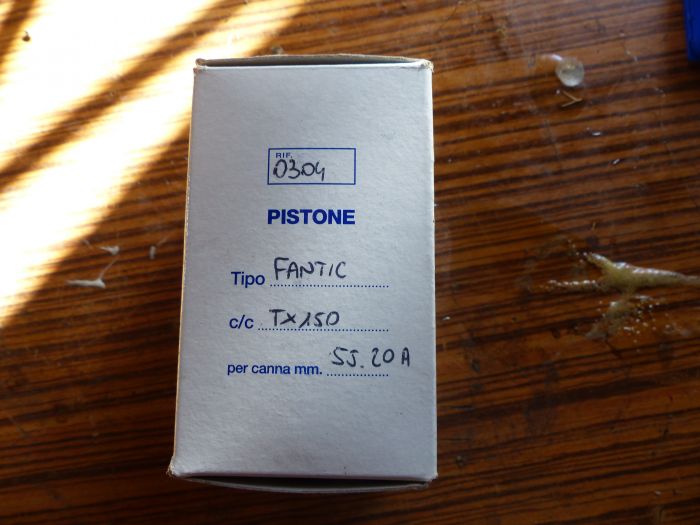 RIF.
0304
PISTONE
Tipo FANTIC
c/c TX150
per canna mm. 55.20 A